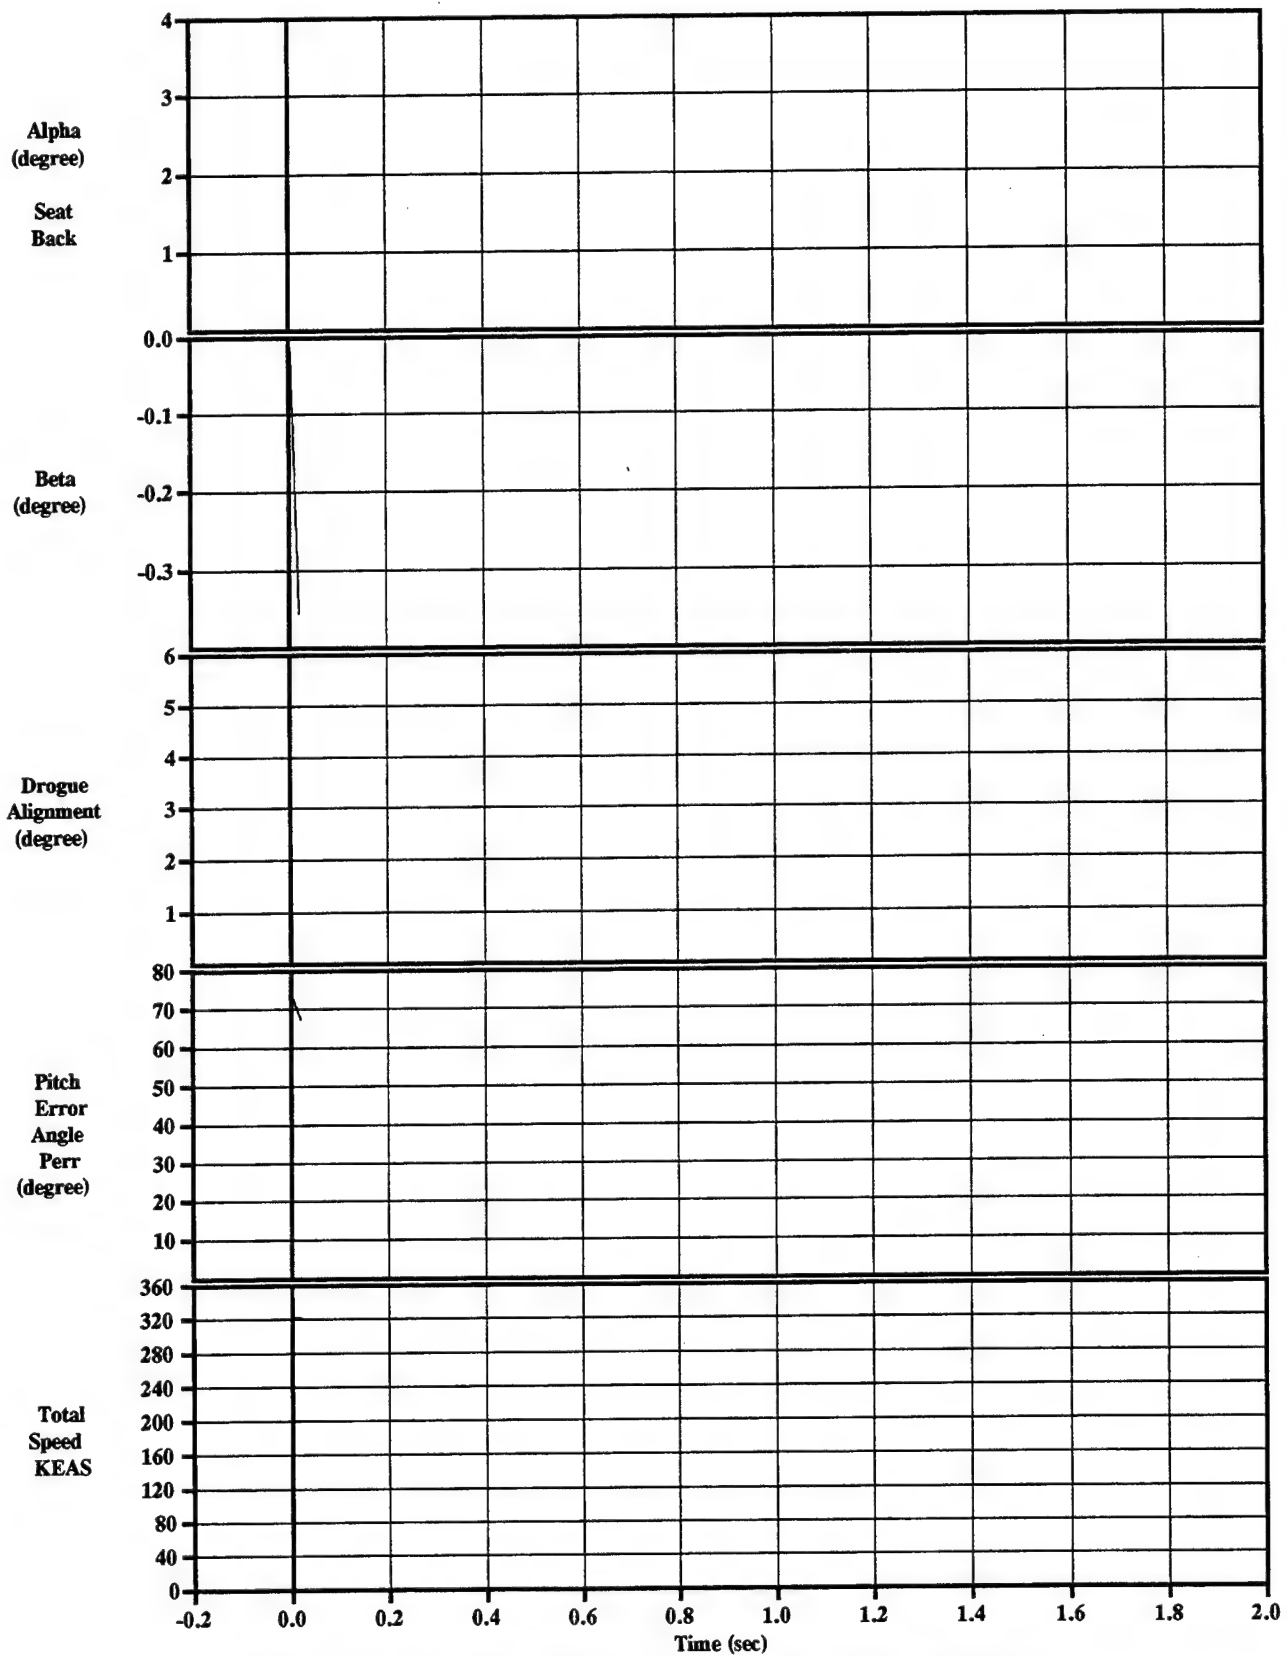 4
3
Alpha
(degree)
2
Seat
Back
1
0.0
-0.1
Beta
(degree)
-0.2
-0.3
6
5
4
Drogue
Alignment
(degree)
3
2
1
80
70
60
Pitch
Error
Angle
Perr
(degree)
50
40
30
20
10
360
320
280
240
Total
Speed
KEAS
200
160
120
80
40
0
-0.2 0.0 0.2 0.4 0.6 0.8 1.0 1.2 1.4 1.6 1.8 2.0
Time (sec)